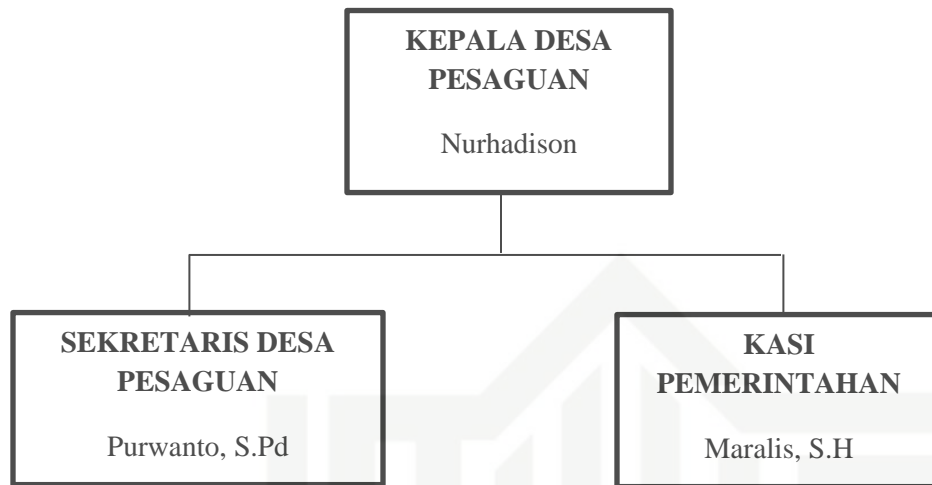 KEPALA DESA
PESAGUAN
Nurhadison
SEKRETARIS DESA
PESAGUAN
Purwanto, S.Pd
KASI
PEMERINTAHAN
Maralis, S.H